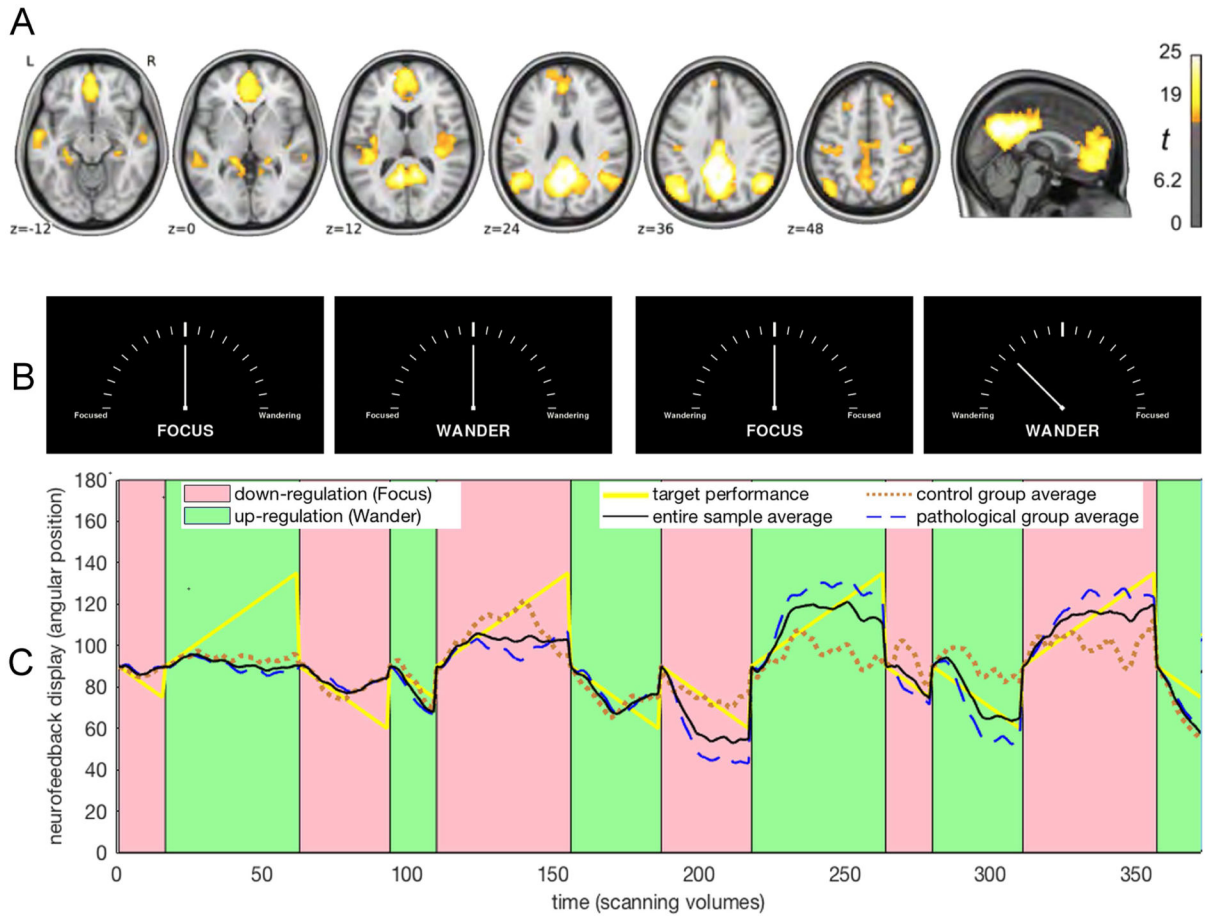 A
L
R
z=-12
z=0
z=12
z=24
z=36
z=48
25
19
t
6.2
0
B
Focused
Wandering
FOCUS
Focused
Wandering
WANDER
Wandering
Focused
FOCUS
Wandering
Focused
WANDER
C
neurofeedback display (angular position)
180
160
140
120
100
80
60
40
20
0
down-regulation (Focus)
up-regulation (Wander)
target performance
entire sample average
control group average
pathological group average
0
50
100
150
200
250
300
350
time (scanning volumes)